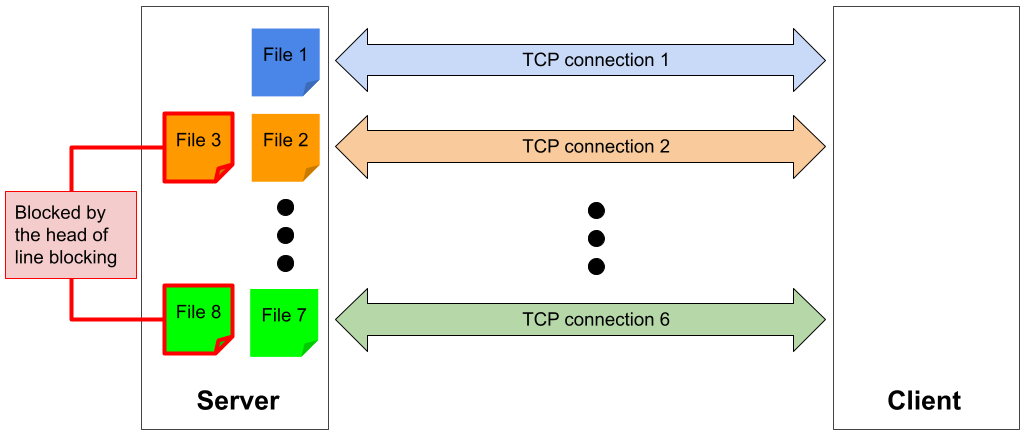 File 1
TCP connection 1
File 3
File 2
TCP connection 2
Blocked by
the head of
line blocking
File 8
File 7
TCP connection 6
Server
Client